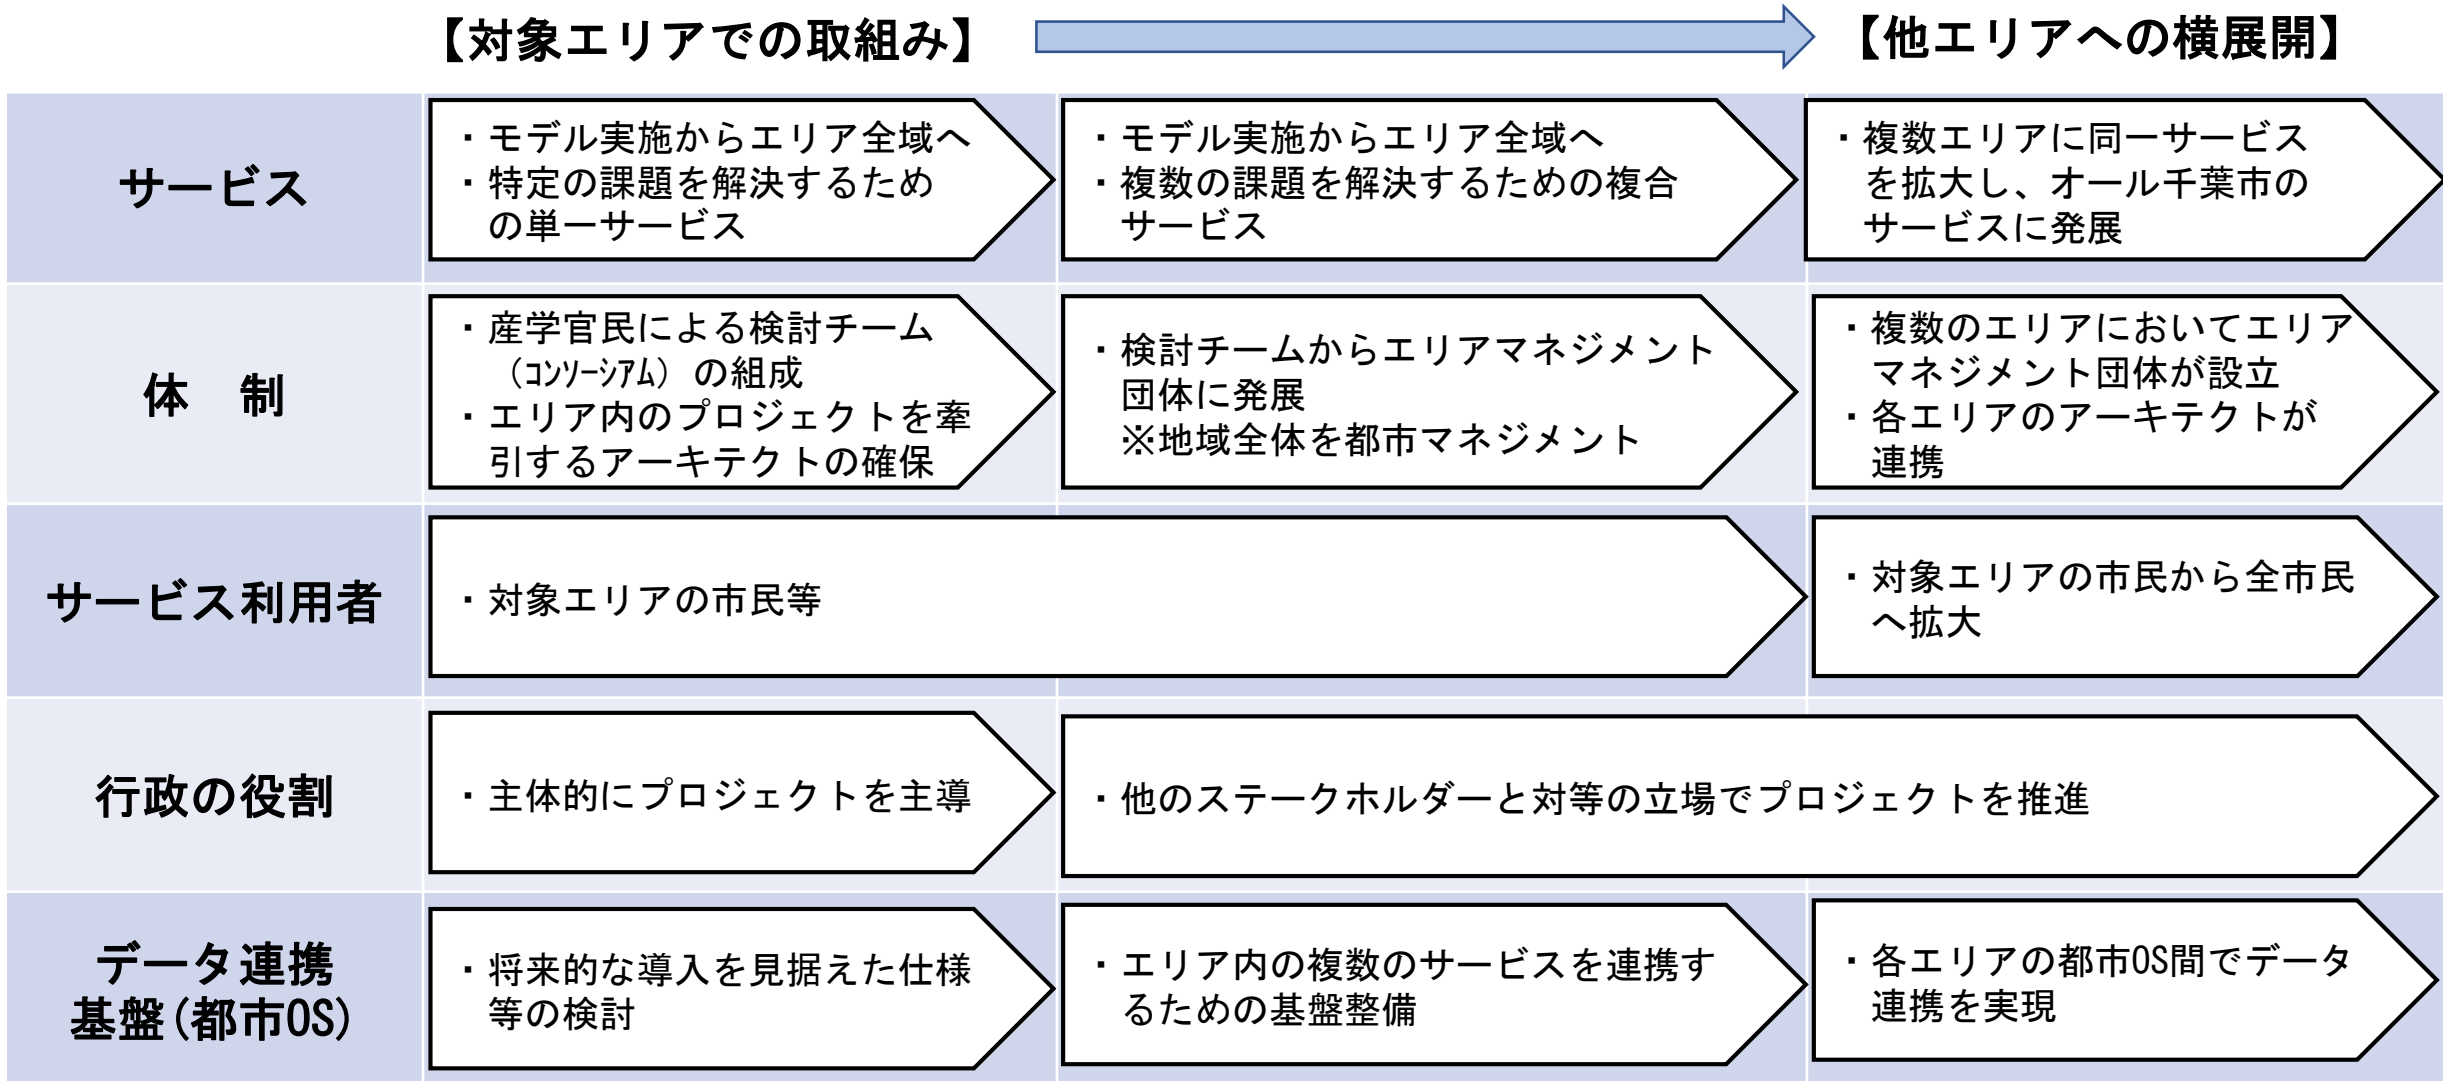 【対象エリアでの取組み】
【他エリアへの横展開】
サービス
・モデル実施からエリア全域へ
・特定の課題を解決するため
の単一サービス
・モデル実施からエリア全域へ
・複数の課題を解決するための複合
サービス
・複数エリアに同一サービス
を拡大し、オール千葉市の
サービスに発展
体　制
・産学官民による検討チーム
（ｺﾝｿｰｼｱﾑ）の組成
・エリア内のプロジェクトを牽
引するアーキテクトの確保
・検討チームからエリアマネジメント
団体に発展
※地域全体を都市マネジメント
・複数のエリアにおいてエリア
マネジメント団体が設立
・各エリアのアーキテクトが
連携
サービス利用者
・対象エリアの市民等
・対象エリアの市民から全市民
へ拡大
行政の役割
・主体的にプロジェクトを主導
・他のステークホルダーと対等の立場でプロジェクトを推進
データ連携
基盤(都市OS)
・将来的な導入を見据えた仕様
等の検討
・エリア内の複数のサービスを連携す
るための基盤整備
・各エリアの都市OS間でデータ
連携を実現